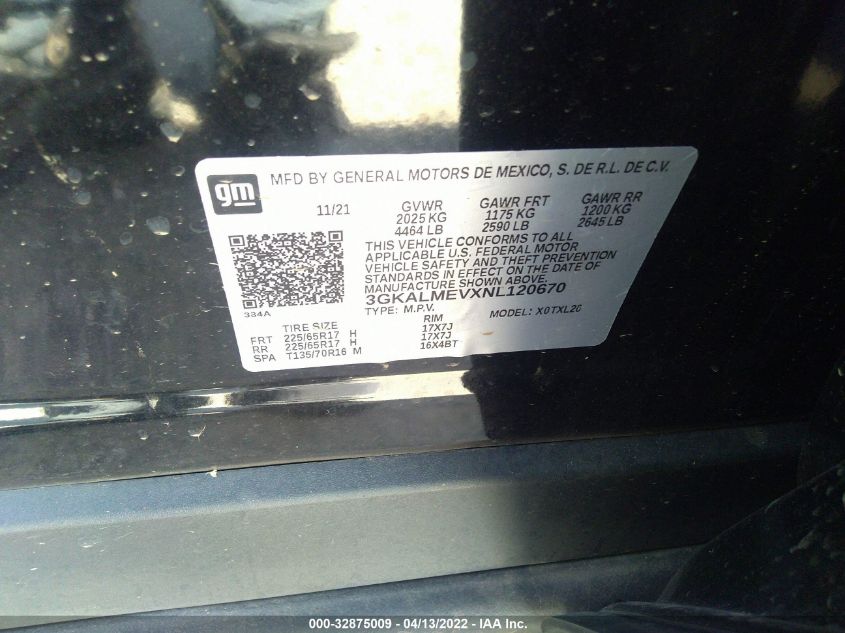 gm
MFD BY GENERAL MOTORS DE MEXICO, S. DE R.L. DE C.V.
11/21 GVWR GAWR FRT GAWR RR
2025 KG 1175 KG 1200 KG
4464 LB 2590 LB 2645 LB
THIS VEHICLE CONFORMS TO ALL
APPLICABLE U.S. FEDERAL MOTOR
VEHICLE SAFETY AND THEFT PREVENTION
STANDARDS IN EFFECT ON THE DATE OF
MANUFACTURE SHOWN ABOVE.
3GKALMEVXNL120670
334A TYPE: M.P.V. MODEL: X0TXL26
TIRE SIZE RIM
FRT 225/65R17 H 17X7J
RR 225/65R17 H 17X7J
SPA T135/70R16 M 16X4BT
000-32875009 - 04/13/2022 - IAA Inc.